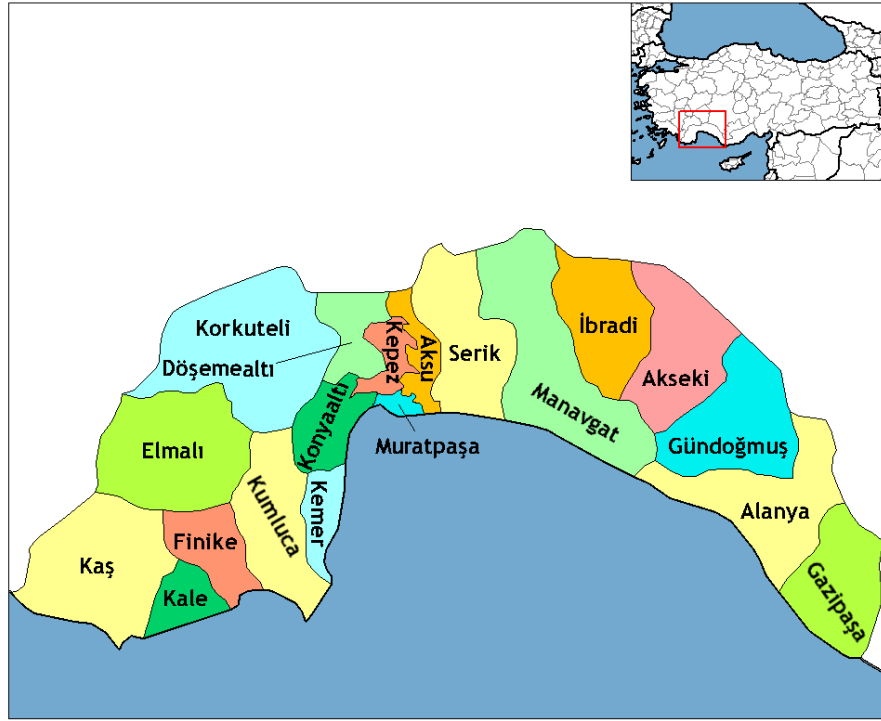 Korkuteli
Döşemealtı
Kepez
Aksu
Serik
İbradi
Akseki
Manavgat
Gündoğmuş
Muratpaşa
Konyaaltı
Elmalı
Kumluca
Kemer
Alanya
Finike
Kaş
Kale
Gazipaşa